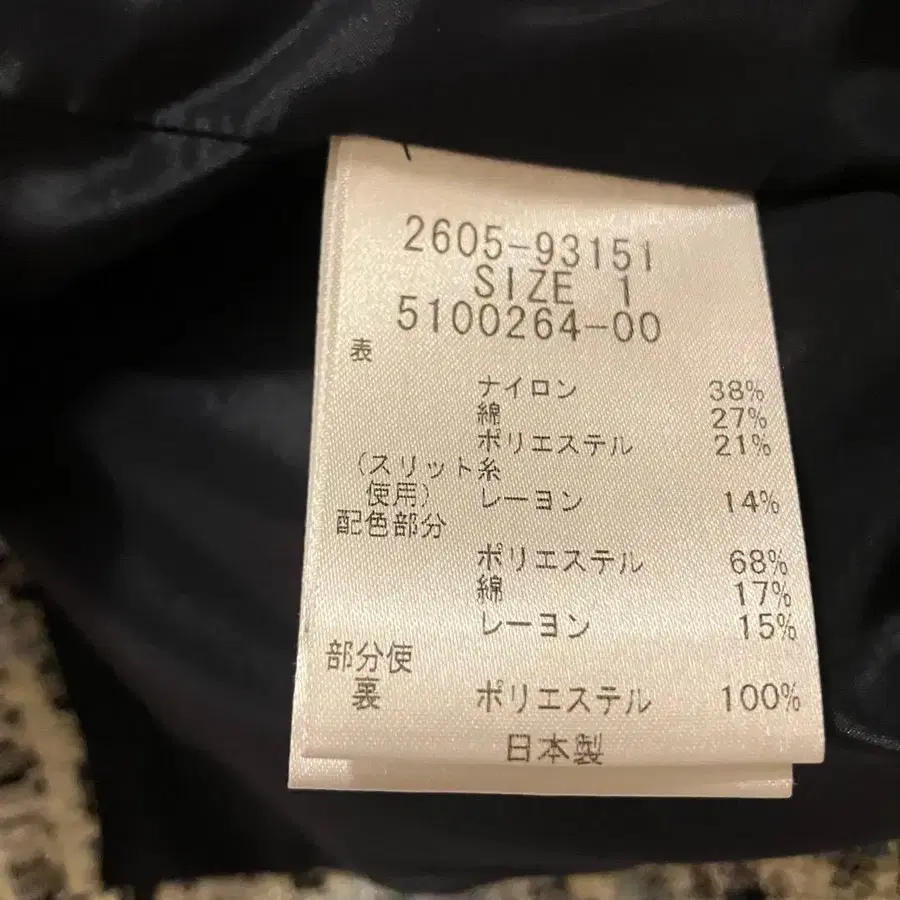 2605-93151
SIZE 1
5100264-00
表
ナイロン 38%
綿 27%
ポリエステル 21%
(スリット糸
使用) レーヨン 14%
配色部分
ポリエステル 68%
綿 17%
レーヨン 15%
部分使
裏 ポリエステル 100%
日本製